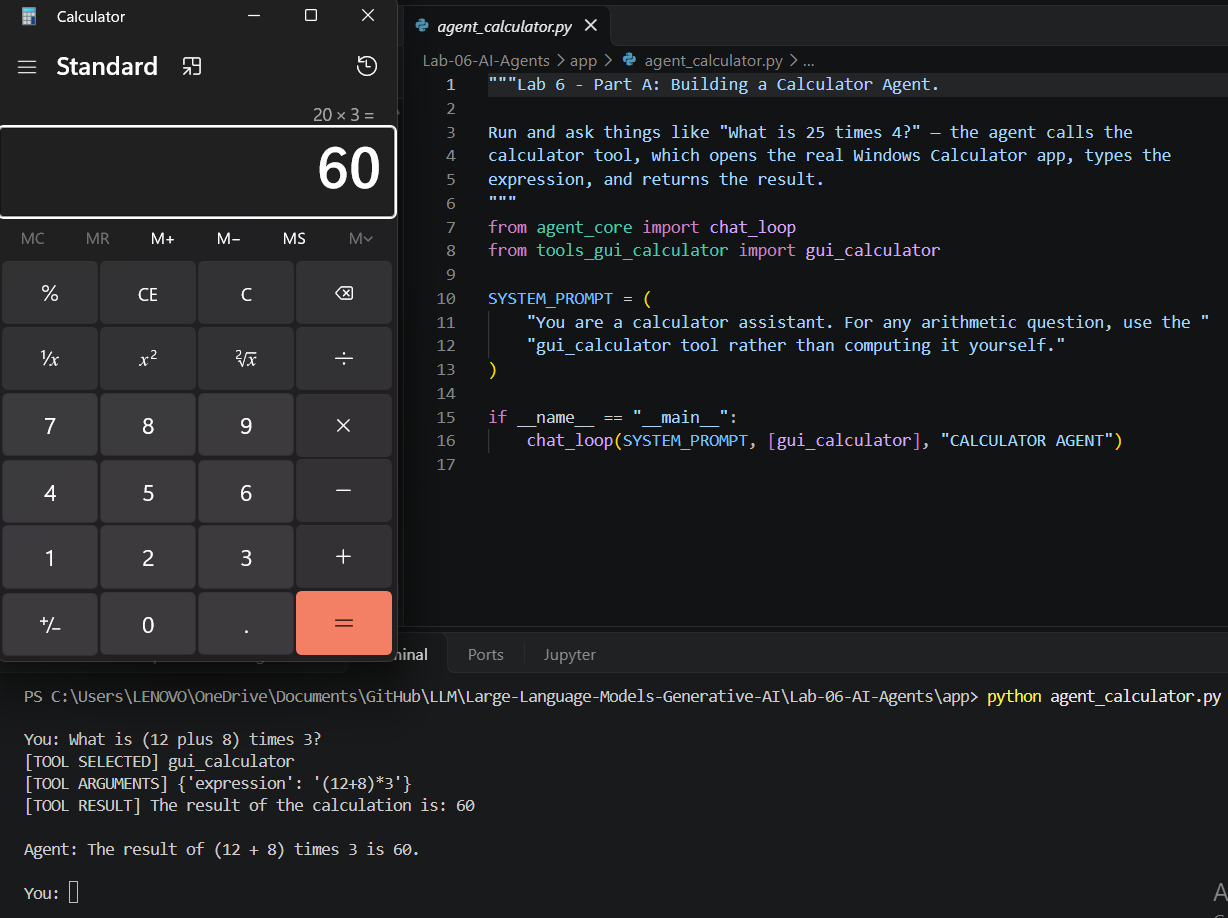 Calculator
Standard
20 × 3 =
60
MC MR M+ M− MS M
% CE C
¹⁄x x² ²√x ÷
7 8 9 ×
4 5 6 −
1 2 3 +
+/− 0 . =
agent_calculator.py
Lab-06-AI-Agents > app > agent_calculator.py > ...
1 """Lab 6 - Part A: Building a Calculator Agent.
2
3 Run and ask things like "What is 25 times 4?" — the agent calls the
4 calculator tool, which opens the real Windows Calculator app, types the
5 expression, and returns the result.
6 """
7 from agent_core import chat_loop
8 from tools_gui_calculator import gui_calculator
9
10 SYSTEM_PROMPT = (
11     "You are a calculator assistant. For any arithmetic question, use the "
12     "gui_calculator tool rather than computing it yourself."
13 )
14
15 if __name__ == "__main__":
16     chat_loop(SYSTEM_PROMPT, [gui_calculator], "CALCULATOR AGENT")
17
Ports Jupyter
PS C:\Users\LENOVO\OneDrive\Documents\GitHub\LLM\Large-Language-Models-Generative-AI\Lab-06-AI-Agents\app> python agent_calculator.py
You: What is (12 plus 8) times 3?
[TOOL SELECTED] gui_calculator
[TOOL ARGUMENTS] {'expression': '(12+8)*3'}
[TOOL RESULT] The result of the calculation is: 60
Agent: The result of (12 + 8) times 3 is 60.
You: